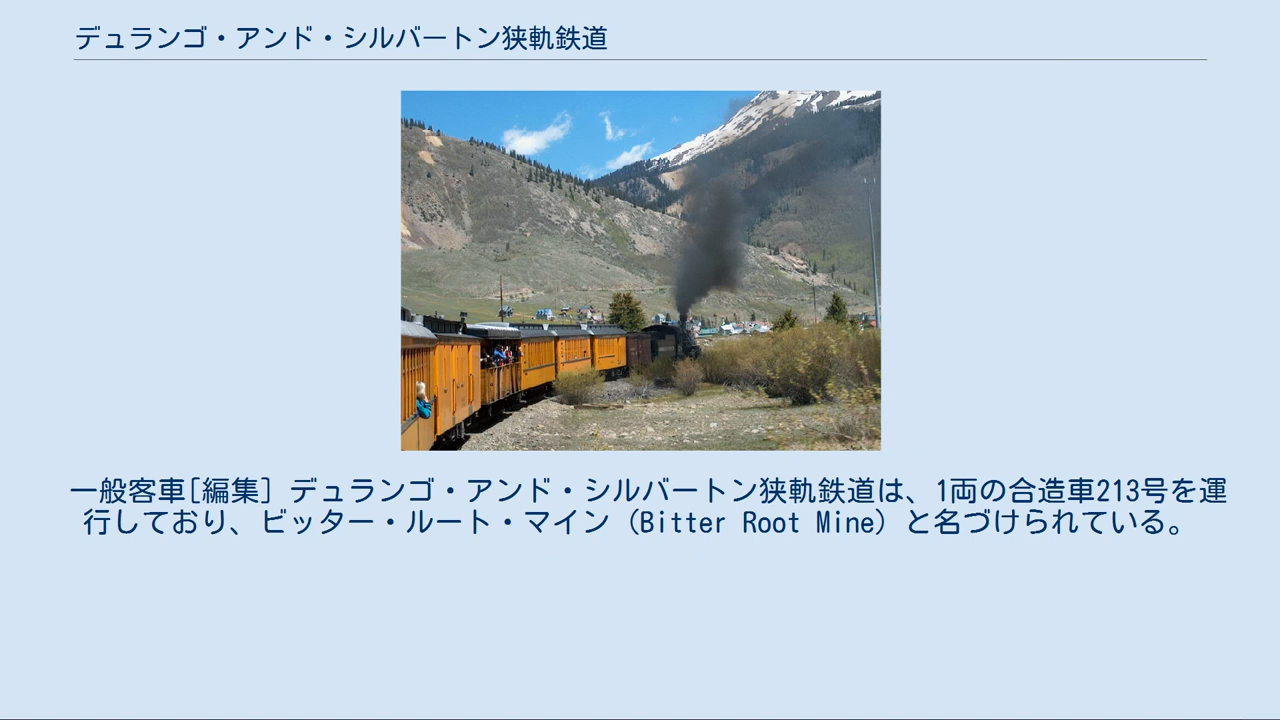 デュランゴ・アンド・シルバートン狭軌鉄道
一般客車[編集] デュランゴ・アンド・シルバートン狭軌鉄道は、1両の合造車213号を運
行しており、ビッター・ルート・マイン（Bitter Root Mine）と名づけられている。